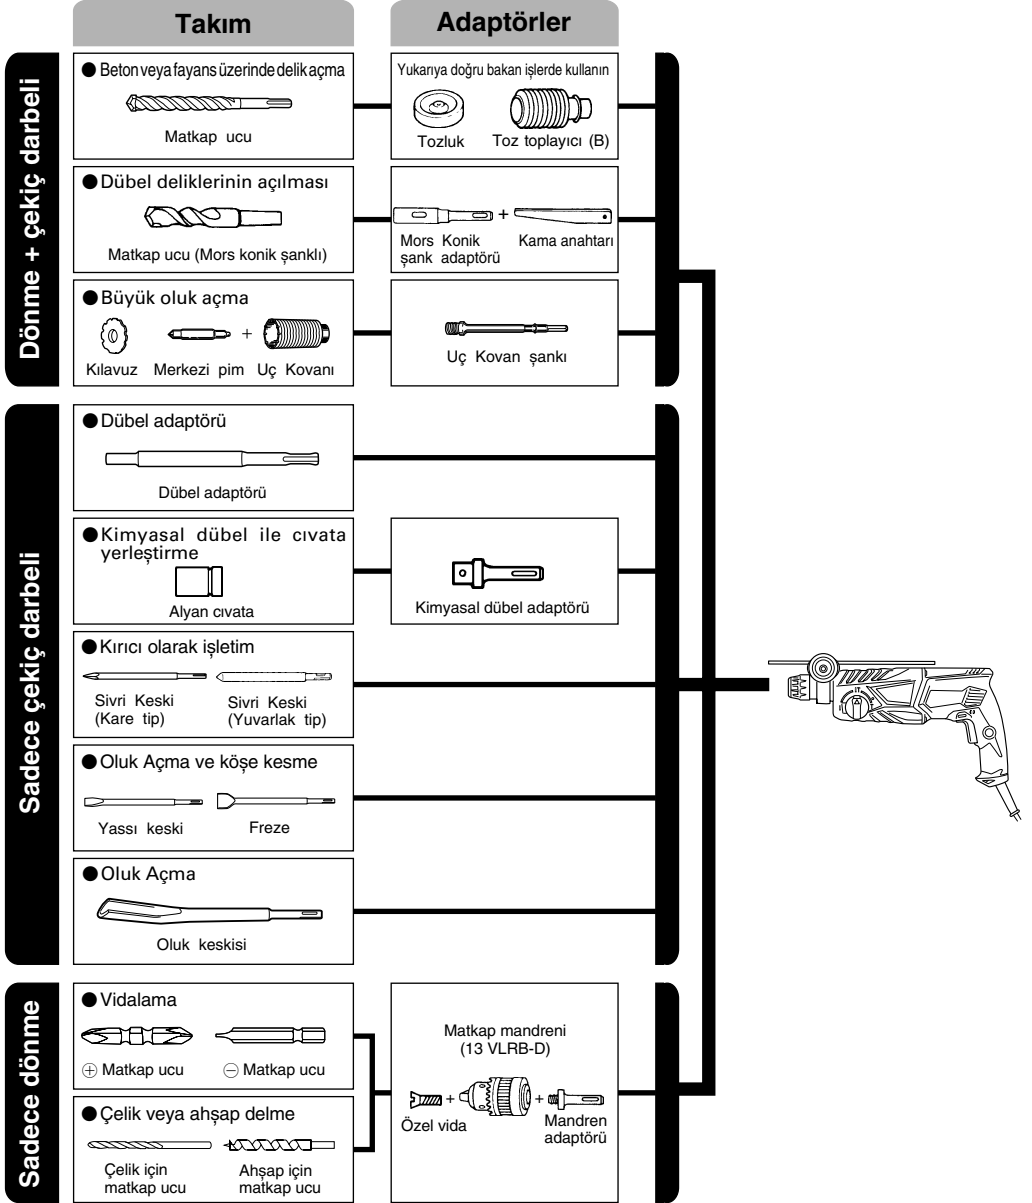 Takım
Adaptörler
Dönme + çekiç darbeli
● Beton veya fayans üzerinde delik açma
Matkap ucu
Yukarıya doğru bakan işlerde kullanın
Tozluk
Toz toplayıcı (B)
● Dübel deliklerinin açılması
Matkap ucu (Mors konik şanklı)
+
Mors Konik
şank adaptörü
Kama anahtarı
● Büyük oluk açma
+
Kılavuz
Merkezi pim
Uç Kovanı
Uç Kovan şankı
Sadece çekiç darbeli
● Dübel adaptörü
Dübel adaptörü
● Kimyasal dübel ile cıvata
yerleştirme
Alyan cıvata
Kimyasal dübel adaptörü
● Kırıcı olarak işletim
Sivri Keski
(Kare tip)
Sivri Keski
(Yuvarlak tip)
● Oluk Açma ve köşe kesme
Yassı keski
Freze
● Oluk Açma
Oluk keskisi
Sadece dönme
● Vidalama
⊕ Matkap ucu
⊖ Matkap ucu
Matkap mandreni
(13 VLRB-D)
+
+
Özel vida
Mandren
adaptörü
● Çelik veya ahşap delme
Çelik için
matkap ucu
Ahşap için
matkap ucu